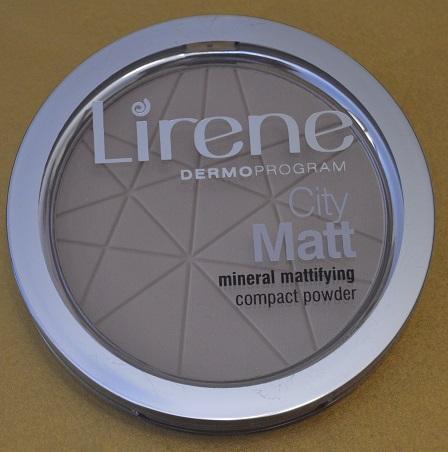 Lirene
DERMOPROGRAM
City
Matt
mineral mattifying
compact powder